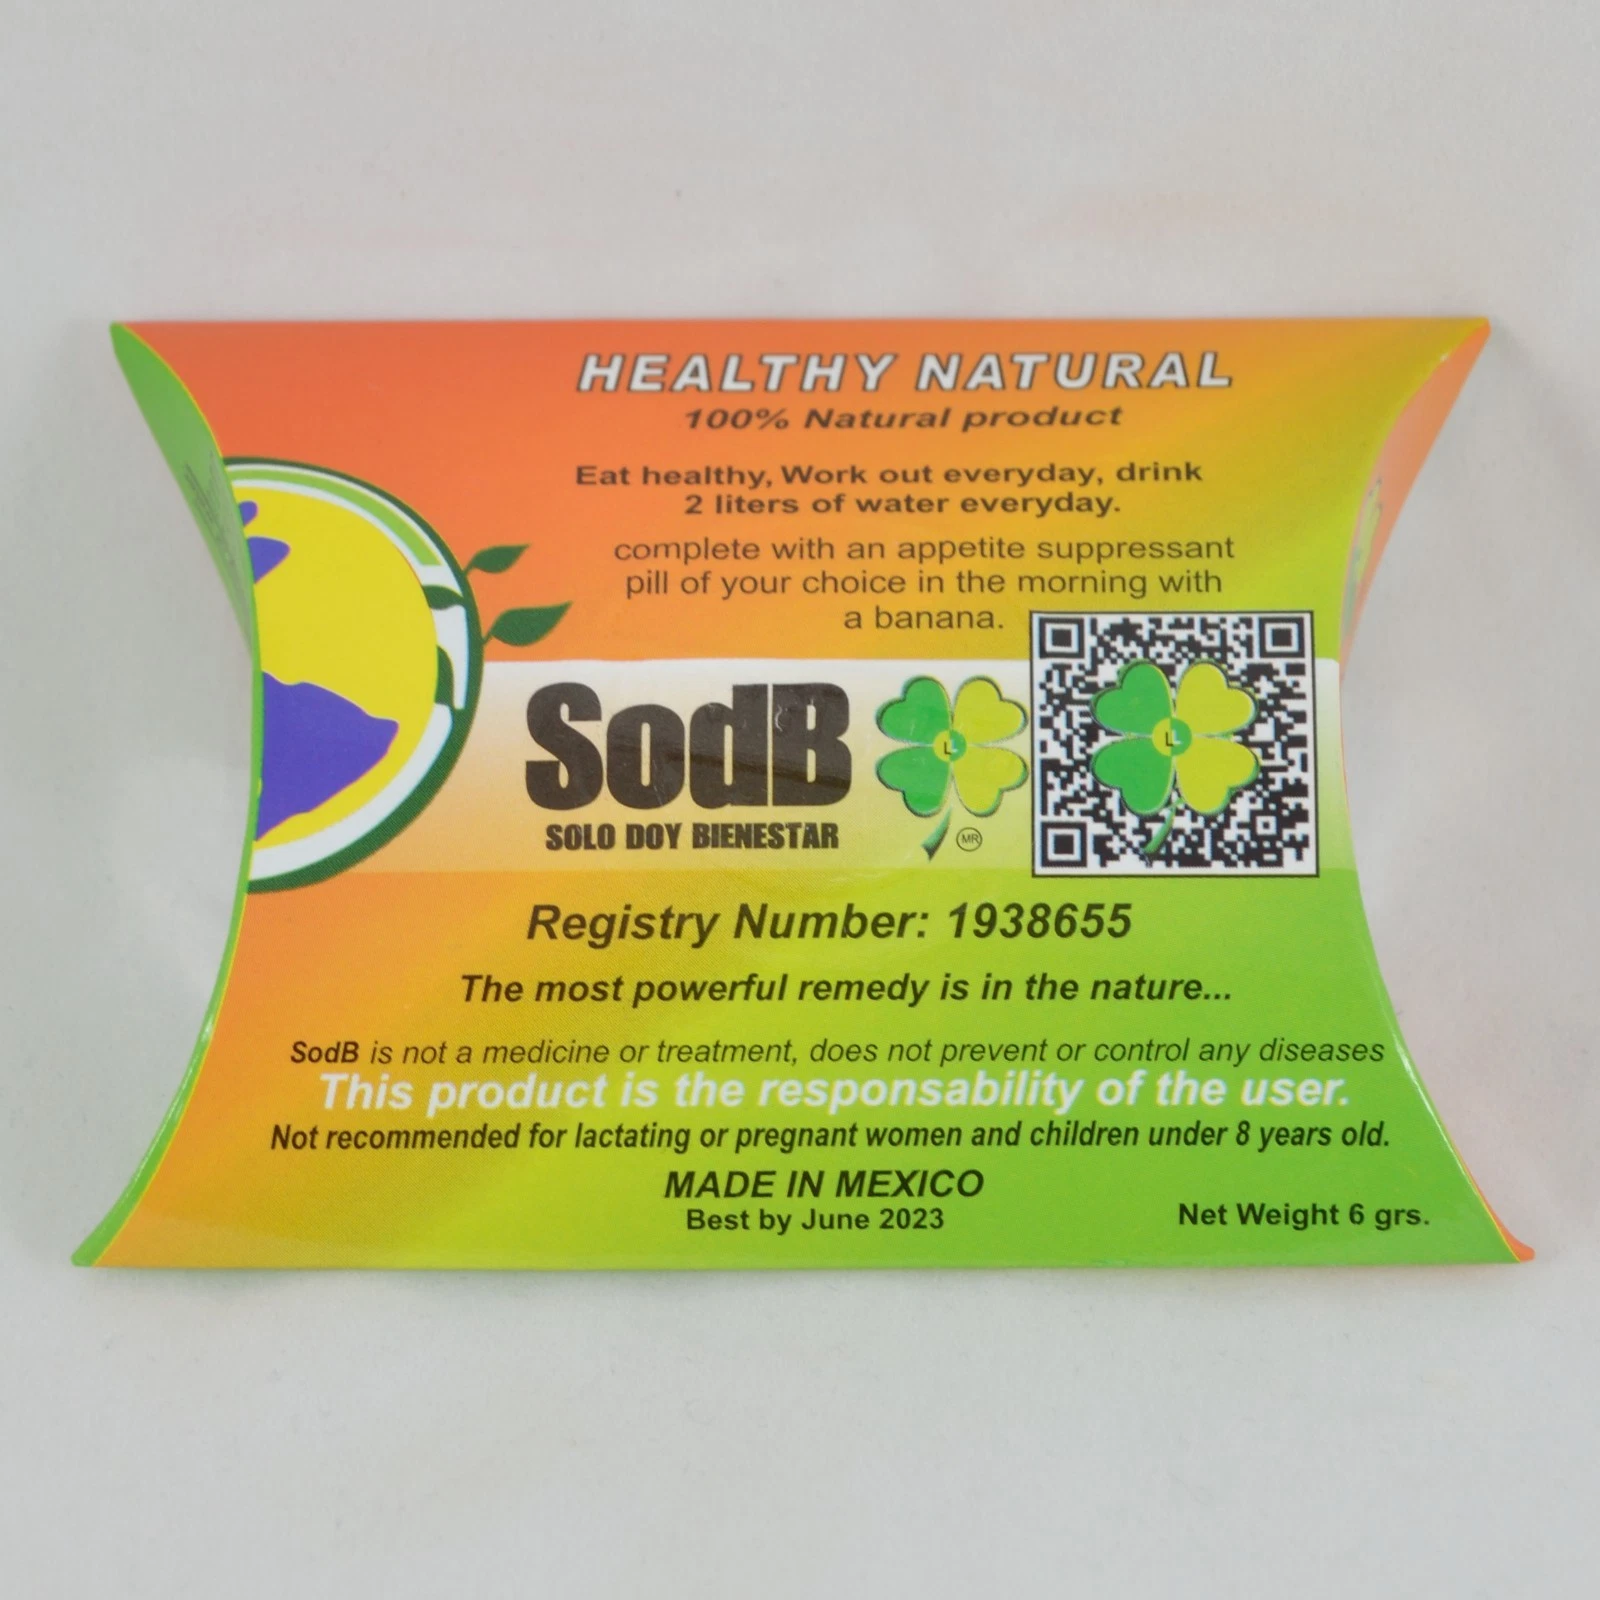 HEALTHY NATURAL
100% Natural product
Eat healthy, Work out everyday, drink
2 liters of water everyday.
complete with an appetite suppressant
pill of your choice in the morning with
a banana.
SodB
SOLO DOY BIENESTAR
L
MR
L
Registry Number: 1938655
The most powerful remedy is in the nature...
SodB is not a medicine or treatment, does not prevent or control any diseases
This product is the responsability of the user.
Not recommended for lactating or pregnant women and children under 8 years old.
MADE IN MEXICO
Best by June 2023
Net Weight 6 grs.